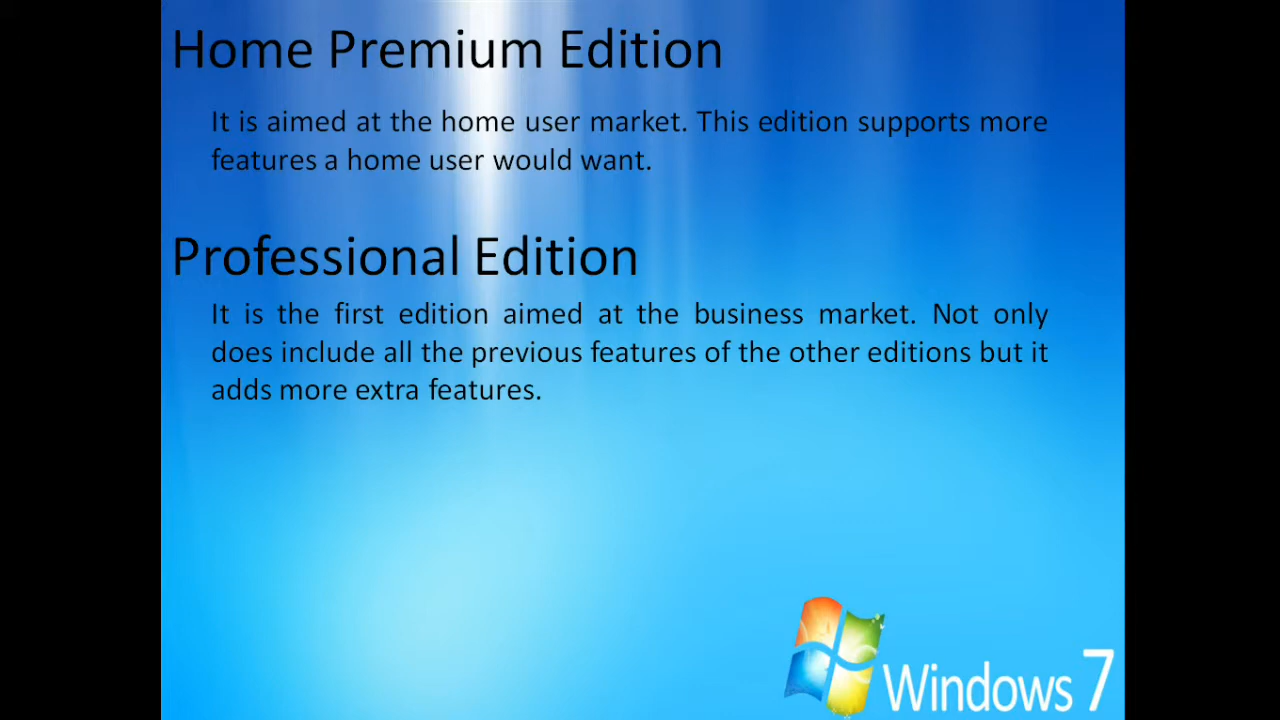 Home Premium Edition
It is aimed at the home user market. This edition supports more
features a home user would want.
Professional Edition
It is the first edition aimed at the business market. Not only
does include all the previous features of the other editions but it
adds more extra features.
Windows 7